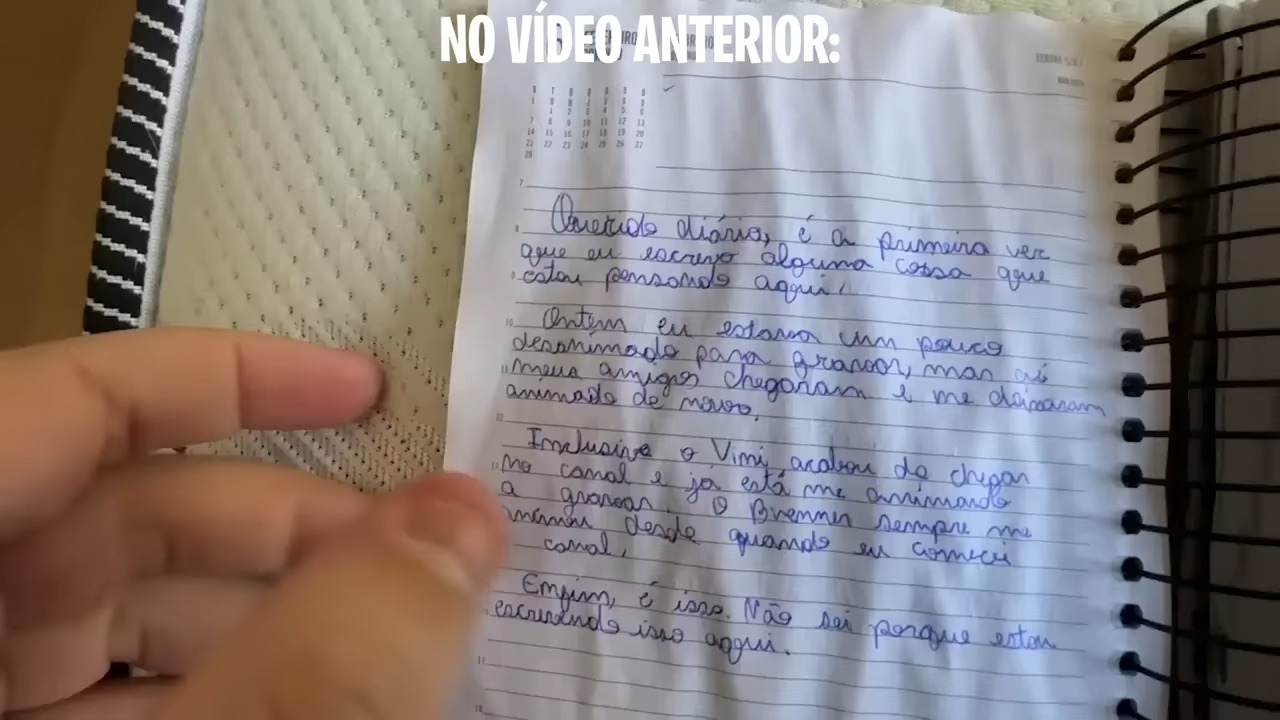 NO VÍDEO ANTERIOR:
Querido diário, é a primeira vez
que eu escrevo alguma coisa que
estou pensando aqui!
Ontem eu estava um pouco
desanimado para gravar, mas aí
meus amigos chegaram e me deixaram
animado de novo.
Inclusive o Vini, acabou de chegar
no canal e já está me animando
a gravar. O Brenner sempre me
animou desde quando eu comecei
canal.
Enfim, é isso. Não sei porque estou
escrevendo isso aqui.